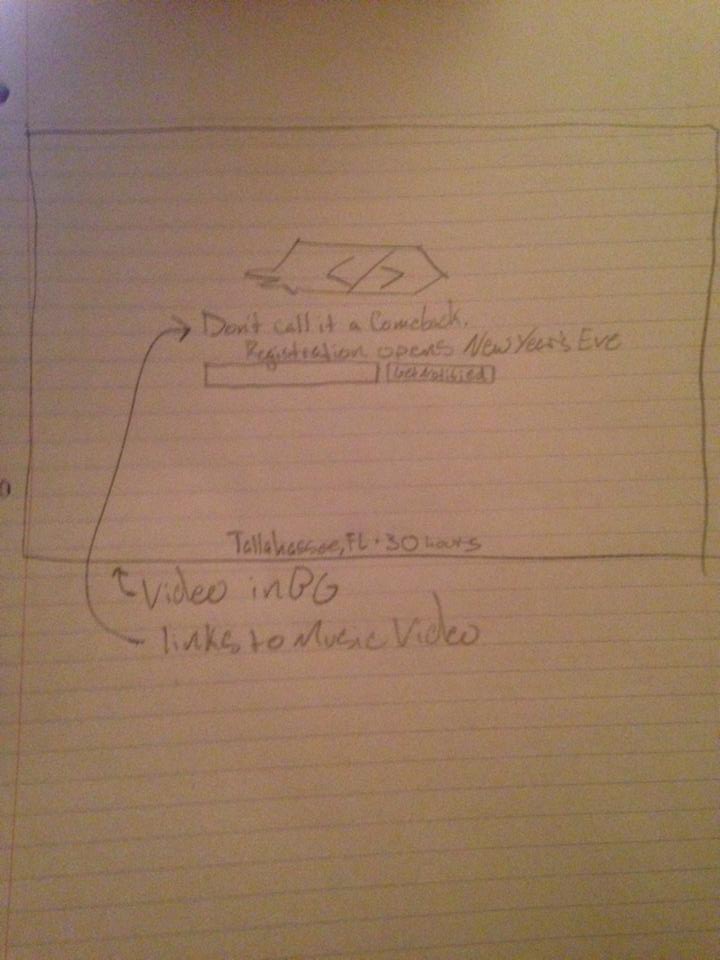 </>
Don't call it a Comeback.
Registration opens New Year's Eve
Get Notified
Tallahassee, FL • 30 hours
Video in BG
links to Music Video